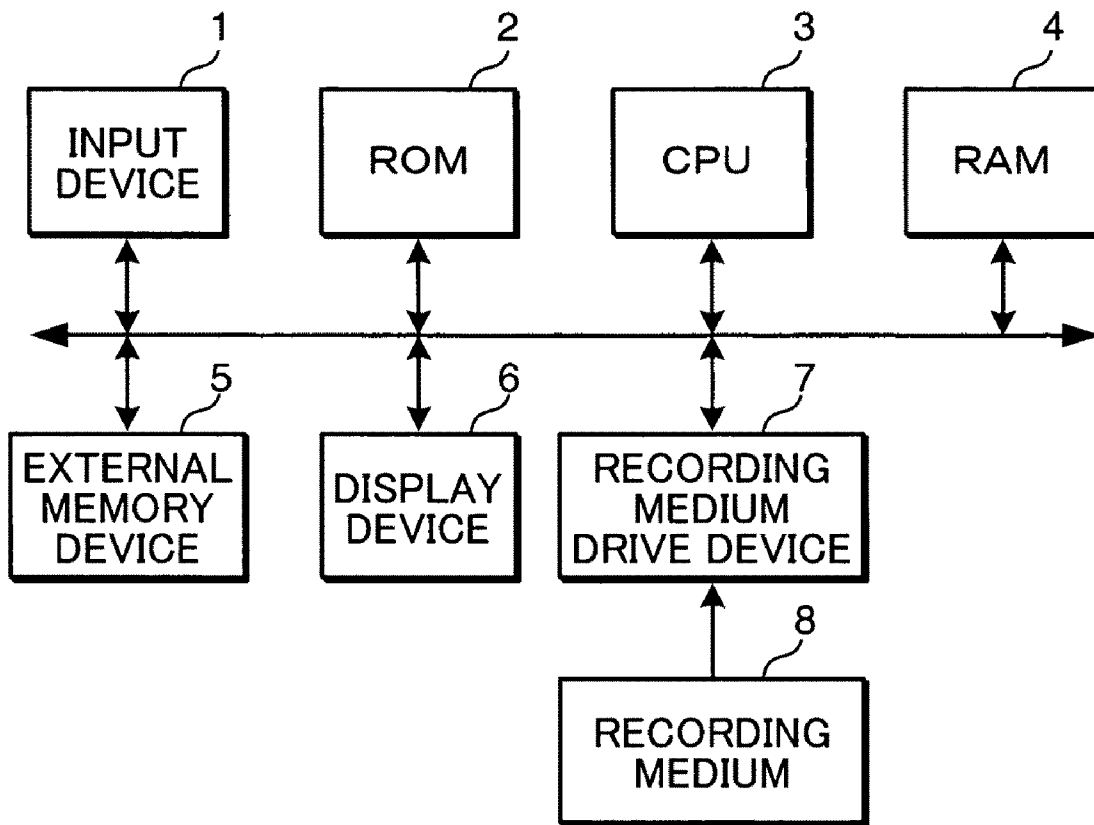 1
2
3
4
INPUT
DEVICE
ROM
CPU
RAM
5
6
7
EXTERNAL
MEMORY
DEVICE
DISPLAY
DEVICE
RECORDING
MEDIUM
DRIVE DEVICE
8
RECORDING
MEDIUM